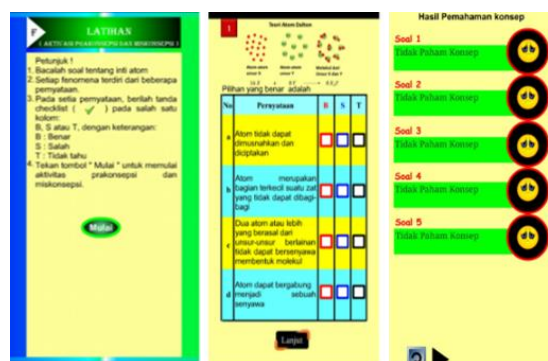 F
LATIHAN
( AKTIVASI PRAKONSEPSI DAN MISKONSEPSI )
Petunjuk !
1. Bacalah soal tentang inti atom
2. Setiap fenomena terdiri dari beberapa
pernyataan.
3. Pada setia pernyataan, berilah tanda
checklist ( ✓ ) pada salah satu
kolom:
B, S atau T, dengan keterangan:
B : Benar
S : Salah
T : Tidak tahu
4. Tekan tombol " Mulai " untuk memulai
aktivitas prakonsepsi dan
miskonsepsi.
Mulai
1
Teori Atom Dalton
Pilihan yang benar adalah
No Pernyataan B S T
a Atom tidak dapat
dimusnahkan dan
diciptakan
b Atom merupakan
bagian terkecil suatu zat
yang tidak dapat dibagi-
bagi
c Dua atom atau lebih
yang berasal dari
unsur-unsur berlainan
tidak dapat bersenyawa
membentuk molekul
d Atom dapat bergabung
menjadi sebuah
senyawa
Lanjut
Hasil Pemahaman konsep
Soal 1
Tidak Paham Konsep
Soal 2
Tidak Paham Konsep
Soal 3
Tidak Paham Konsep
Soal 4
Tidak Paham Konsep
Soal 5
Tidak Paham Konsep